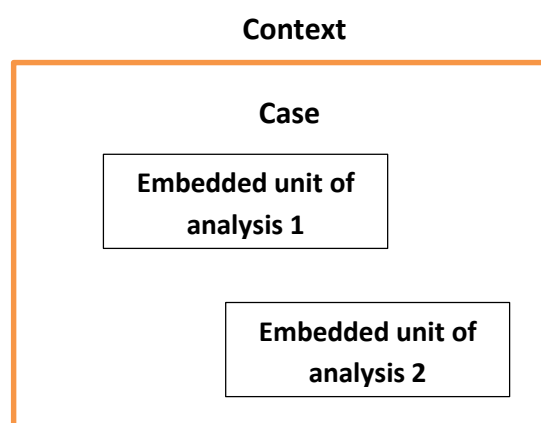 Context
Case
Embedded unit of
analysis 1
Embedded unit of
analysis 2